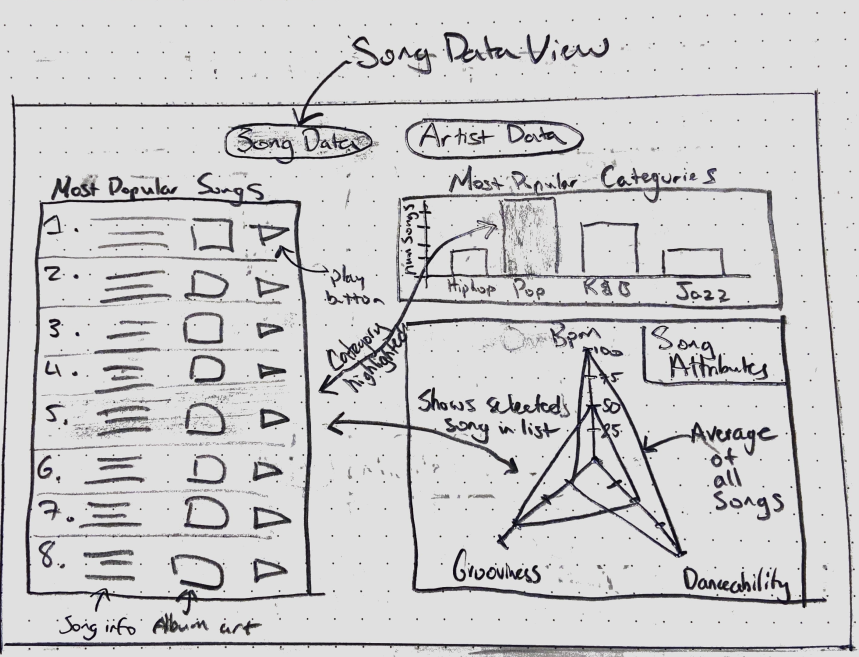 Song Data View
Song Data
Artist Data
Most Popular Songs
1.
2.
3.
4.
5.
6.
7.
8.
play
button
Song info
Album art
Category
highlighted
Most Popular Categories
Num Songs
Hiphop Pop R&B Jazz
Song
Attributes
Bpm
100
75
50
25
Shows selected
song in list
Average
of
all
Songs
Grooviness
Danceability